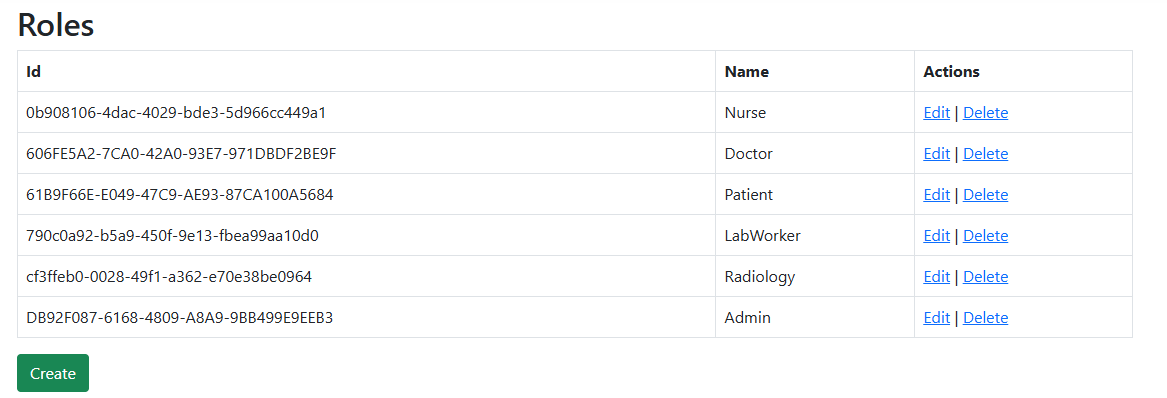 Roles
Id Name Actions
0b908106-4dac-4029-bde3-5d966cc449a1 Nurse Edit | Delete
606FE5A2-7CA0-42A0-93E7-971DBDF2BE9F Doctor Edit | Delete
61B9F66E-E049-47C9-AE93-87CA100A5684 Patient Edit | Delete
790c0a92-b5a9-450f-9e13-fbea99aa10d0 LabWorker Edit | Delete
cf3ffeb0-0028-49f1-a362-e70e38be0964 Radiology Edit | Delete
DB92F087-6168-4809-A8A9-9BB499E9EEB3 Admin Edit | Delete
Create